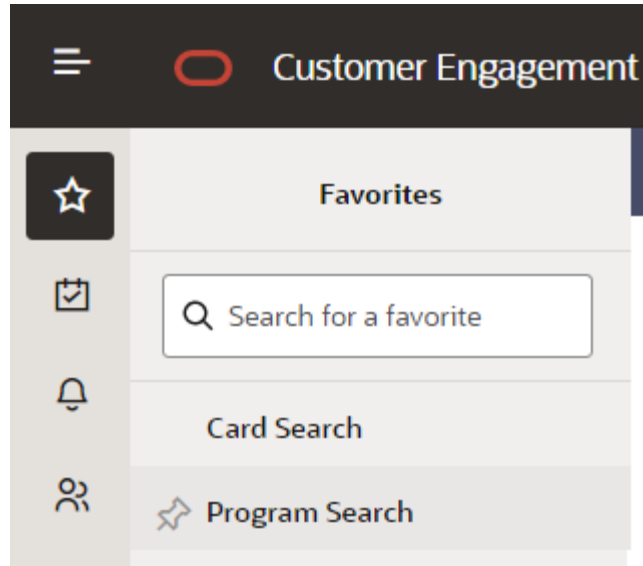 Customer Engagement
Favorites
Search for a favorite
Card Search
Program Search